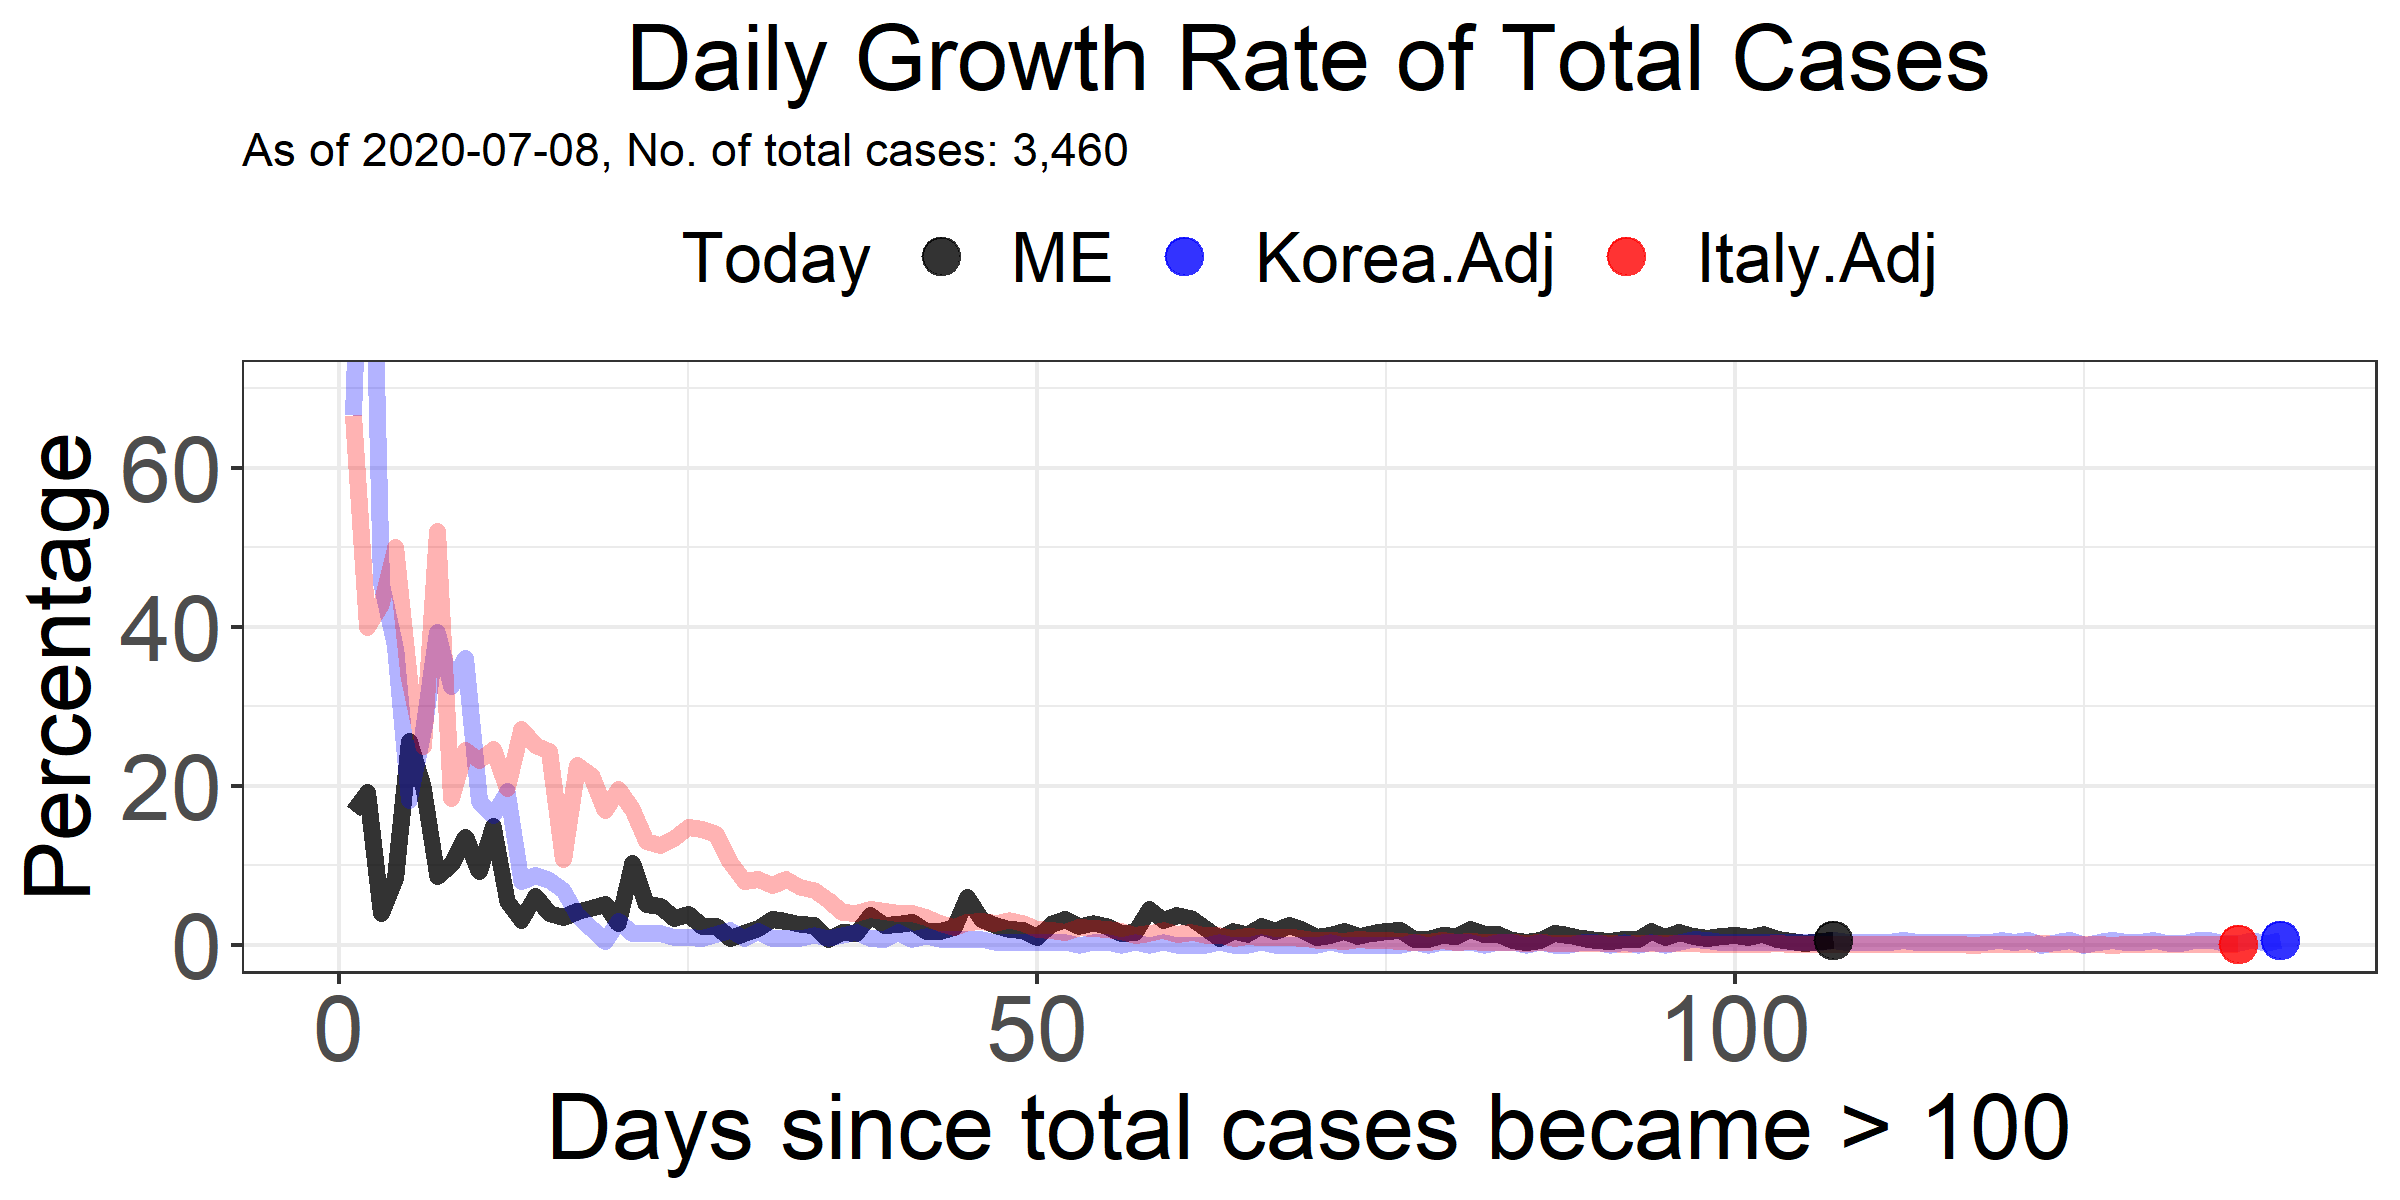 Daily Growth Rate of Total Cases
As of 2020-07-08, No. of total cases: 3,460
Today ME Korea.Adj Italy.Adj
Percentage
60
40
20
0
0 50 100
Days since total cases became > 100